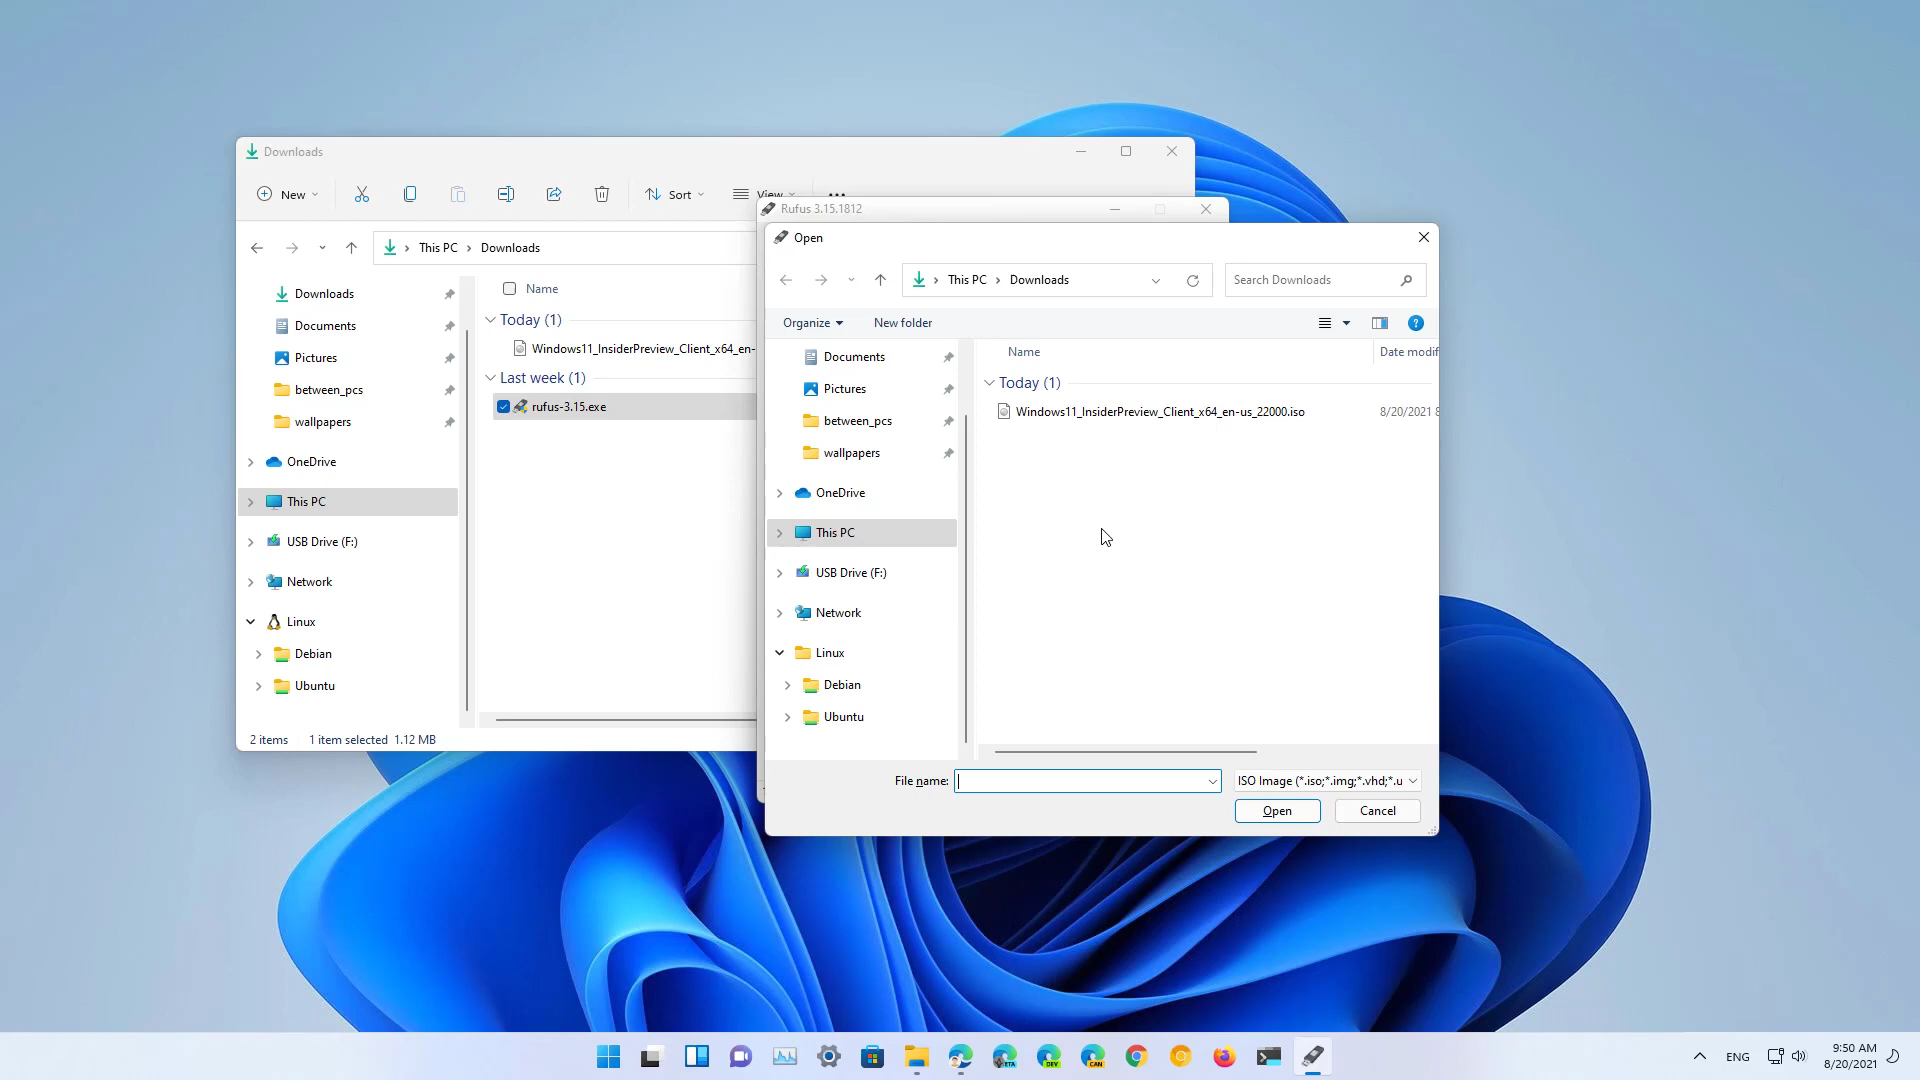 Downloads
New
Sort
View
This PC
Downloads
Downloads
Documents
Pictures
between_pcs
wallpapers
OneDrive
This PC
USB Drive (F:)
Network
Linux
Debian
Ubuntu
Name
Today (1)
Windows11_InsiderPreview_Client_x64_en-
Last week (1)
rufus-3.15.exe
2 items
1 item selected 1.12 MB
Rufus 3.15.1812
Open
This PC
Downloads
Search Downloads
Organize
New folder
Documents
Pictures
between_pcs
wallpapers
OneDrive
This PC
USB Drive (F:)
Network
Linux
Debian
Ubuntu
Name
Date modif
Today (1)
Windows11_InsiderPreview_Client_x64_en-us_22000.iso
8/20/2021 8
File name:
ISO Image (*.iso;*.img;*.vhd;*.u
Open
Cancel
BETA
DEV
CAN
ENG
9:50 AM
8/20/2021